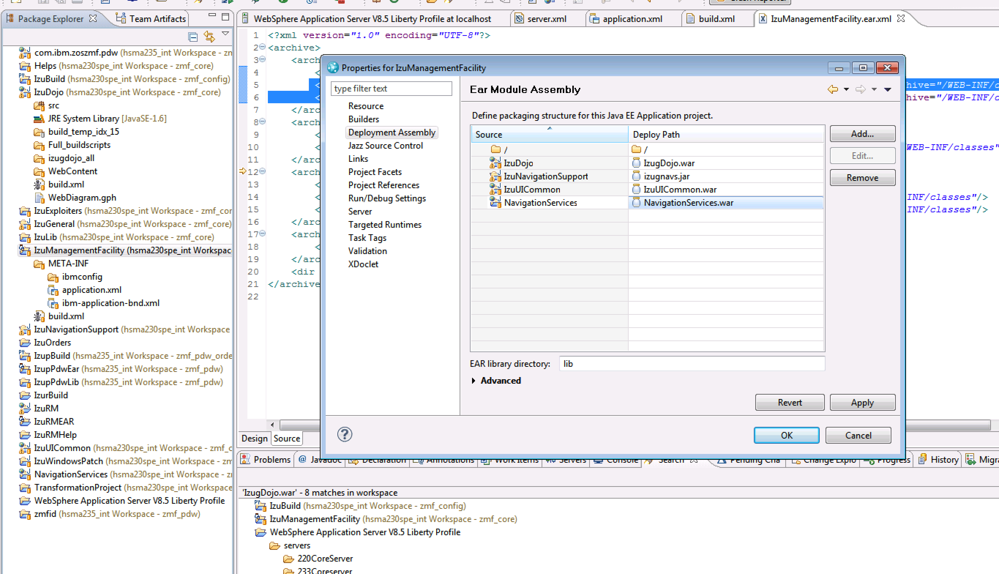 Package Explorer
Team Artifacts
WebSphere Application Server V8.5 Liberty Profile at localhost
server.xml
application.xml
build.xml
IzuManagementFacility.ear.xml
com.ibm.zoszmf.pdw (hsma235_int Workspace - zm
Helps (hsma230spe_int Workspace - zmf_core)
IzuBuild (hsma230spe_int Workspace - zmf_config)
IzuDojo (hsma230spe_int Workspace - zmf_core)
src
JRE System Library [JavaSE-1.6]
build_temp_idx_15
Full_buildscripts
izugdojo_all
WebContent
build.xml
WebDiagram.gph
IzuExploiters (hsma230spe_int Workspace - zmf_cor
IzuGeneral (hsma230spe_int Workspace - zmf_core)
IzuLib (hsma230spe_int Workspace - zmf_core)
IzuManagementFacility (hsma230spe_int Workspac
META-INF
ibmconfig
application.xml
ibm-application-bnd.xml
build.xml
IzuNavigationSupport (hsma230spe_int Workspace
IzuOrders
IzupBuild (hsma235_int Workspace - zmf_pdw_orde
IzupPdwEar (hsma235_int Workspace - zmf_pdw)
IzupPdwLib (hsma235_int Workspace - zmf_pdw)
IzurBuild
IzuRM
IzuRMEAR
IzuRMHelp
IzuUICommon (hsma230spe_int Workspace - zmf_c
IzuWindowsPatch (hsma230spe_int Workspace - zm
NavigationServices (hsma230spe_int Workspace - z
TransformationProject (hsma230spe_int Workspace
WebSphere Application Server V8.5 Liberty Profile
zmfid (hsma235_int Workspace - zmf_pdw)
1 <?xml version="1.0" encoding="UTF-8"?>
2 <archive>
3 <arch
4 <
5 < hive="/WEB-INF/c
6 < hive="/WEB-INF/c
7 </arc
8 <arch
9 <
10 < WEB-INF/classes"
11 </arc
12 <arch
13 <
14 < INF/classes"/>
15 < INF/classes"/>
16 </arc
17 <arch
18 <
19 </arc
20 <dir
21 </archive
22
Properties for IzuManagementFacility
type filter text
Resource
Builders
Deployment Assembly
Jazz Source Control
Links
Project Facets
Project References
Run/Debug Settings
Server
Targeted Runtimes
Task Tags
Validation
XDoclet
Ear Module Assembly
Define packaging structure for this Java EE Application project.
Source Deploy Path
/ /
IzuDojo IzugDojo.war
IzuNavigationSupport izugnavs.jar
IzuUICommon IzuUICommon.war
NavigationServices NavigationServices.war
Add...
Edit...
Remove
EAR library directory: lib
Advanced
Revert Apply
OK Cancel
Design Source
Problems Javadoc Declaration Annotations Work Items Servers Console Search Pending Cha Change Explo Progress History Migra
'IzugDojo.war' - 8 matches in workspace
IzuBuild (hsma230spe_int Workspace - zmf_config)
IzuManagementFacility (hsma230spe_int Workspace - zmf_core)
WebSphere Application Server V8.5 Liberty Profile
servers
220CoreServer
233Coreserver